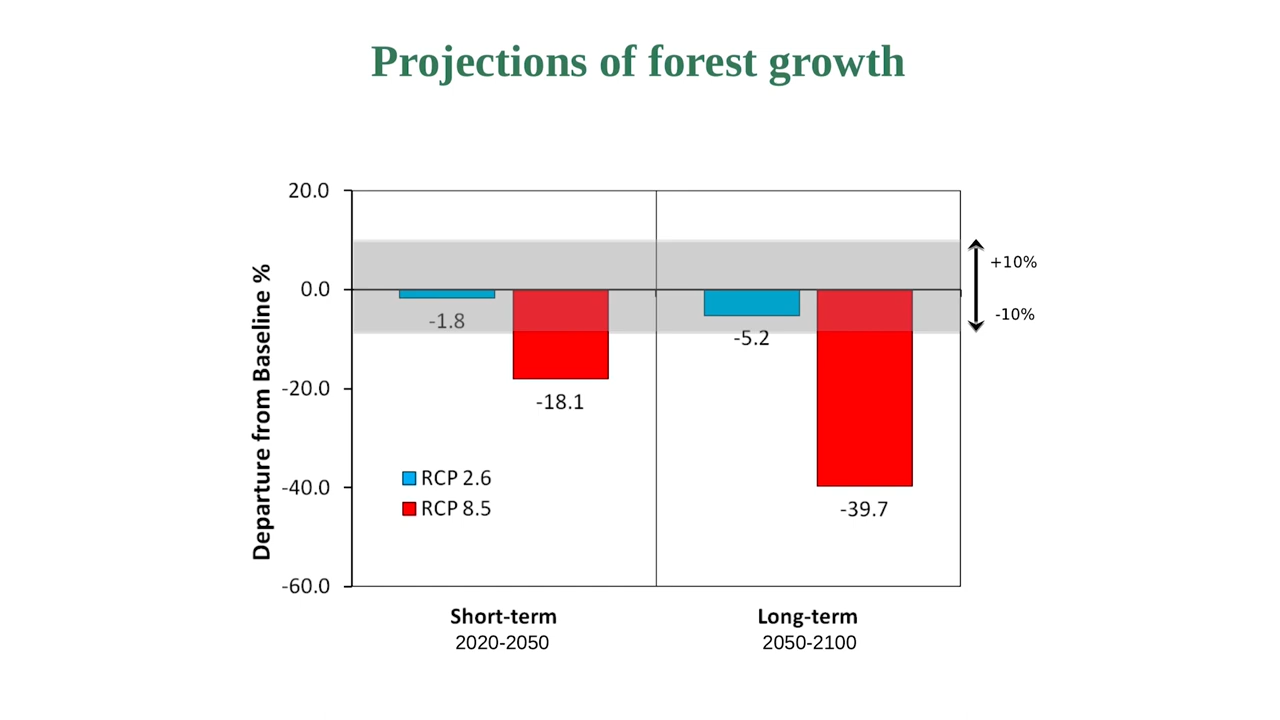 Projections of forest growth
20.0
0.0
-20.0
-40.0
-60.0
Departure from Baseline %
+10%
-10%
-1.8
-18.1
-5.2
-39.7
RCP 2.6
RCP 8.5
Short-term
2020-2050
Long-term
2050-2100